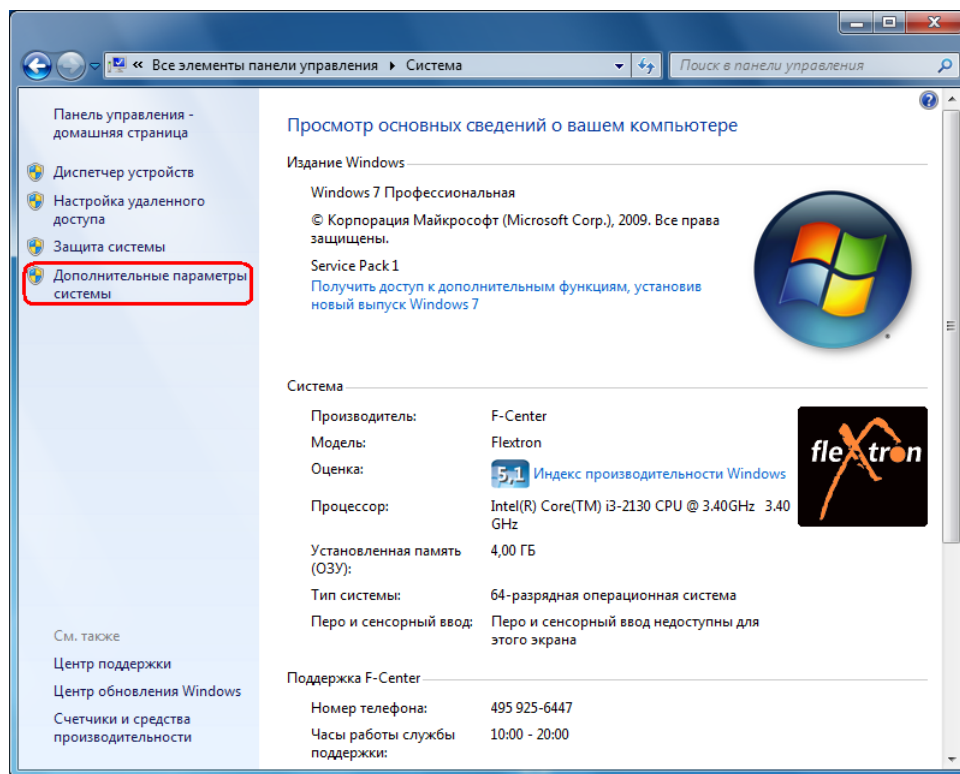 « Все элементы панели управления Система
Поиск в панели управления
Панель управления -
домашняя страница
Диспетчер устройств
Настройка удаленного
доступа
Защита системы
Дополнительные параметры
системы
См. также
Центр поддержки
Центр обновления Windows
Счетчики и средства
производительности
Просмотр основных сведений о вашем компьютере
Издание Windows
Windows 7 Профессиональная
© Корпорация Майкрософт (Microsoft Corp.), 2009. Все права
защищены.
Service Pack 1
Получить доступ к дополнительным функциям, установив
новый выпуск Windows 7
Система
Производитель: F-Center
Модель: Flextron
Оценка: 5,1 Индекс производительности Windows
Процессор: Intel(R) Core(TM) i3-2130 CPU @ 3.40GHz 3.40
GHz
flextron
Установленная память 4,00 ГБ
(ОЗУ):
Тип системы: 64-разрядная операционная система
Перо и сенсорный ввод: Перо и сенсорный ввод недоступны для
этого экрана
Поддержка F-Center
Номер телефона: 495 925-6447
Часы работы службы 10:00 - 20:00
поддержки: